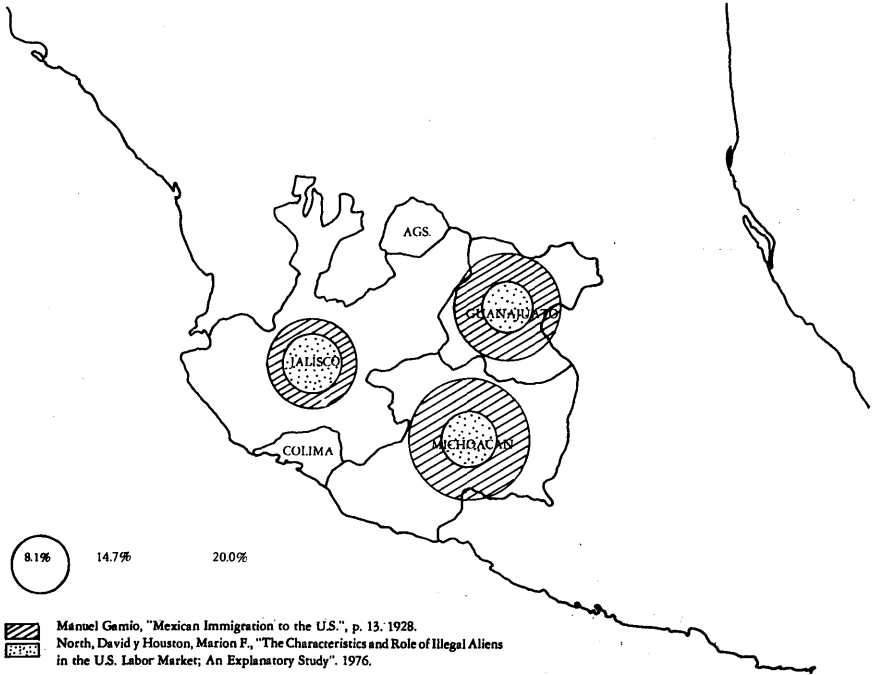 AGS.
GUANAJUATO
JALISCO
MICHOACAN
COLIMA
8.1% 14.7% 20.0%
Manuel Gamio, "Mexican Immigration to the U.S.", p. 13. 1928.
North, David y Houston, Marion F., "The Characteristics and Role of Illegal Aliens
in the U.S. Labor Market; An Explanatory Study". 1976.